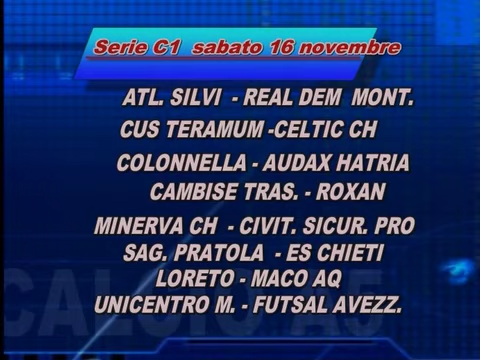 Serie C1 sabato 16 novembre
ATL. SILVI - REAL DEM MONT.
CUS TERAMUM -CELTIC CH
COLONNELLA - AUDAX HATRIA
CAMBISE TRAS. - ROXAN
MINERVA CH - CIVIT. SICUR. PRO
SAG. PRATOLA - ES CHIETI
LORETO - MACO AQ
UNICENTRO M. - FUTSAL AVEZZ.
CALCIO A5